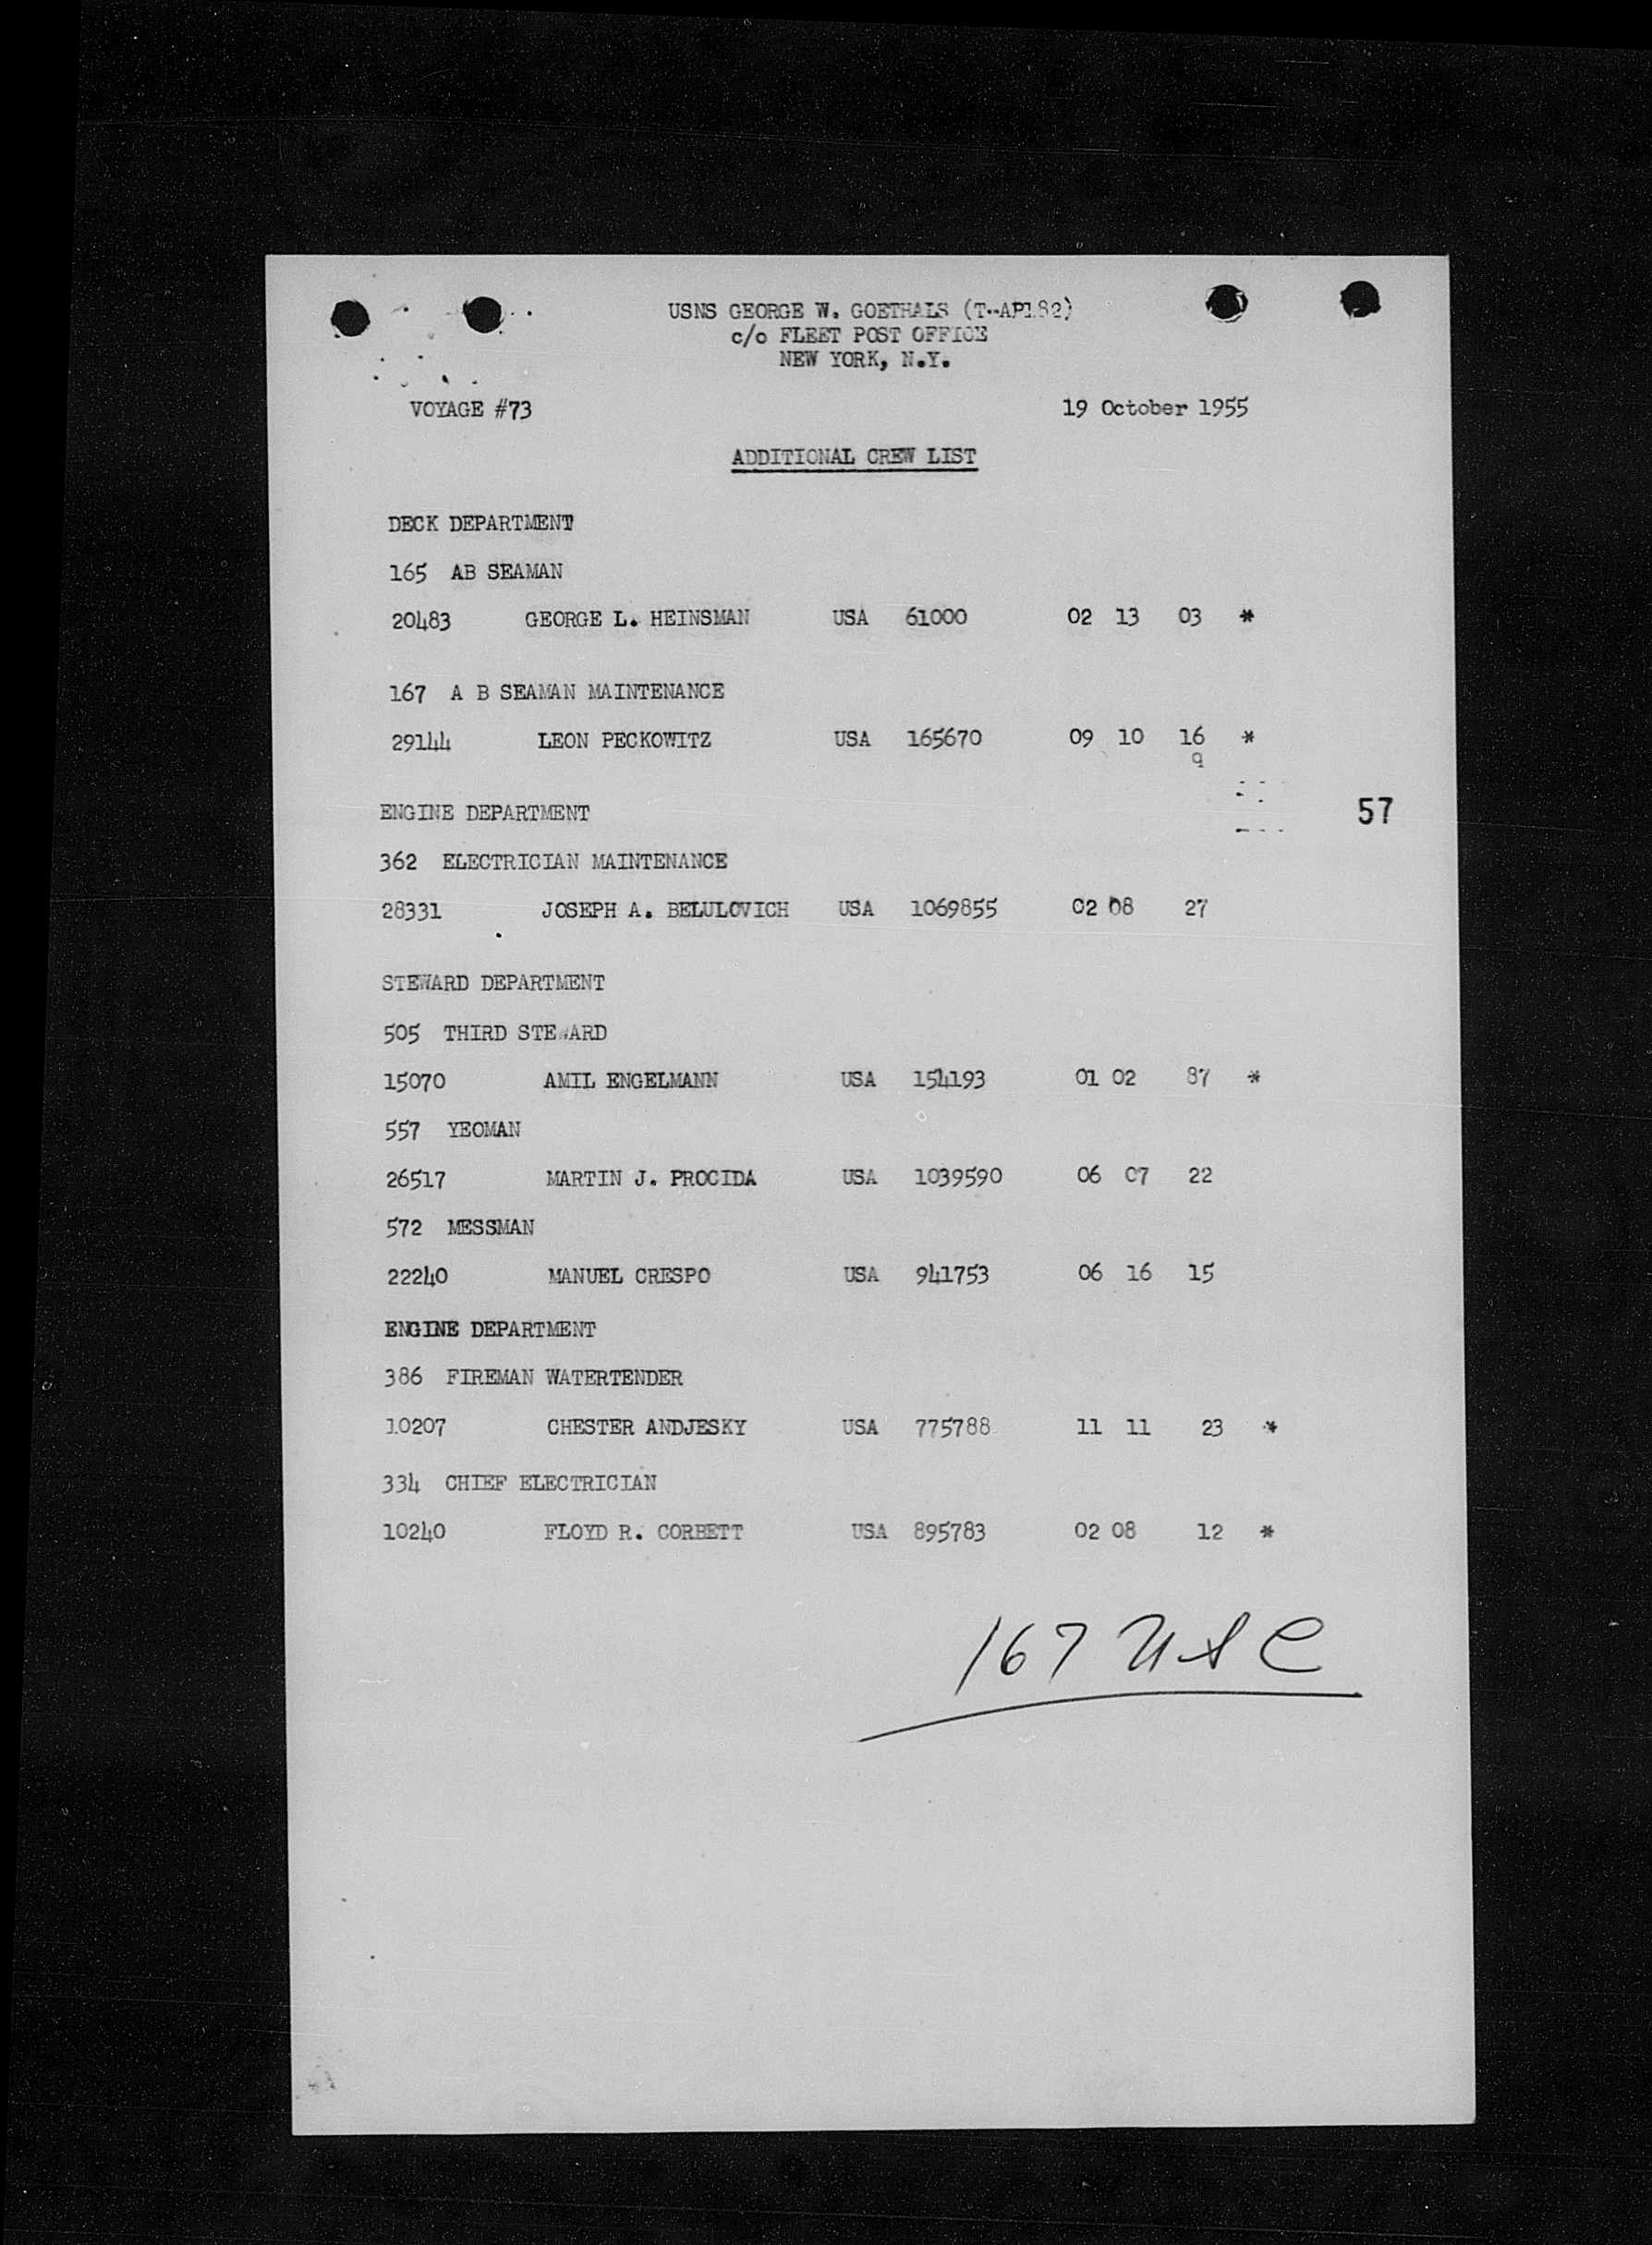 USNS GEORGE W. GOETHALS (T-AP182)
c/o FLEET POST OFFICE
NEW YORK, N.Y.
VOYAGE #73 19 October 1955
ADDITIONAL CREW LIST
DECK DEPARTMENT
165 AB SEAMAN
20483 GEORGE L. HEINSMAN USA 61000 02 13 03 *
167 A B SEAMAN MAINTENANCE
29144 LEON PECKOWITZ USA 165670 09 10 16 *
9
ENGINE DEPARTMENT 57
362 ELECTRICIAN MAINTENANCE
28331 JOSEPH A. BELULOVICH USA 1069855 02 08 27
STEWARD DEPARTMENT
505 THIRD STEWARD
15070 AMIL ENGELMANN USA 154193 01 02 87 *
557 YEOMAN
26517 MARTIN J. PROCIDA USA 1039590 06 07 22
572 MESSMAN
22240 MANUEL CRESPO USA 941753 06 16 15
ENGINE DEPARTMENT
386 FIREMAN WATERTENDER
10207 CHESTER ANDJESKY USA 775788 11 11 23 *
334 CHIEF ELECTRICIAN
10240 FLOYD R. CORBETT USA 895783 02 08 12 *
167 USC